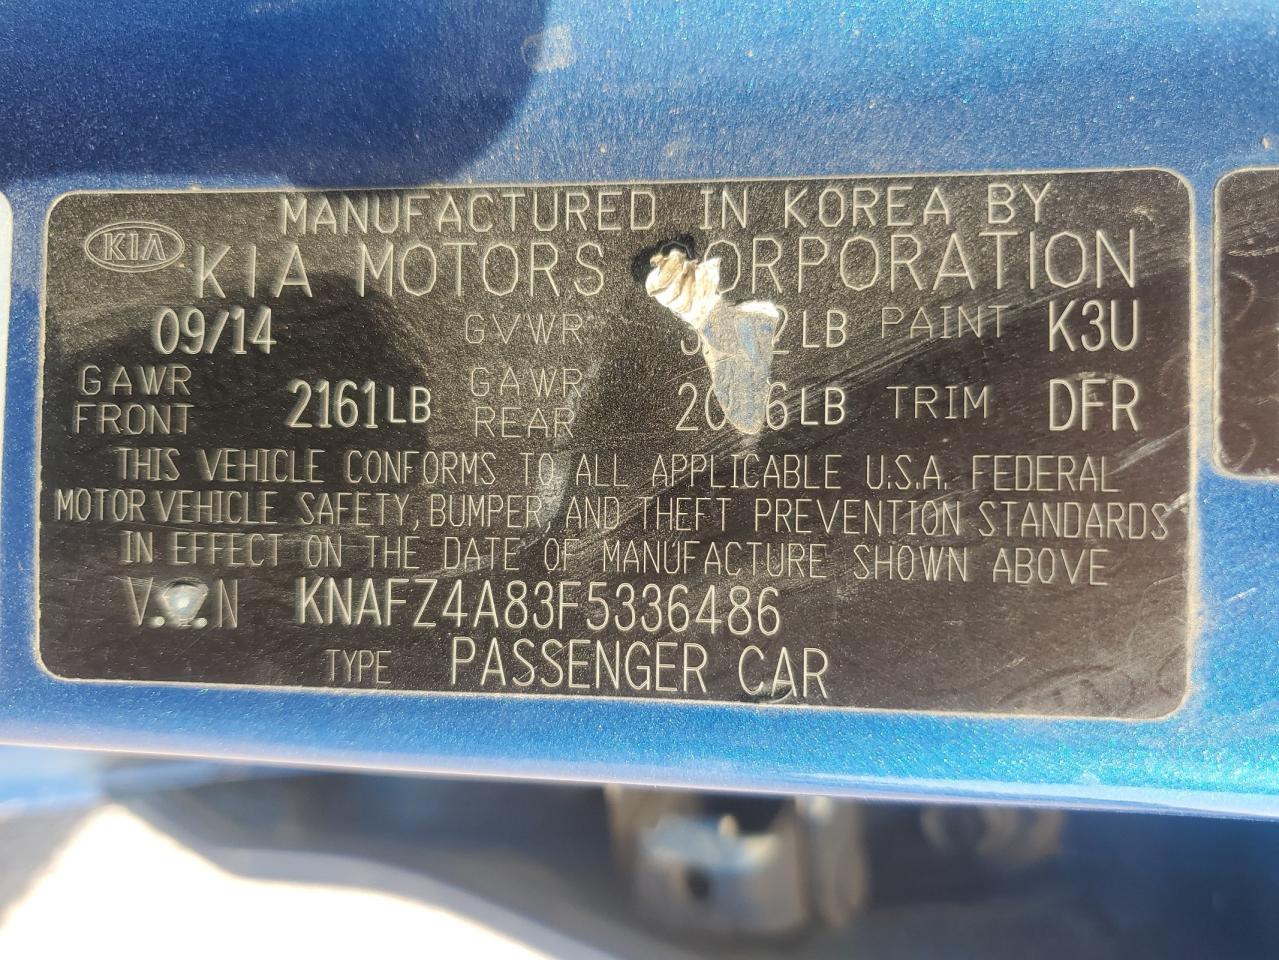 MANUFACTURED IN KOREA BY
KIA KIA MOTORS ORPORATION
09/14 GVWR LB PAINT K3U
GAWR FRONT 2161LB GAWR REAR LB TRIM DFR
THIS VEHICLE CONFORMS TO ALL APPLICABLE U.S.A. FEDERAL
MOTOR VEHICLE SAFETY, BUMPER, AND THEFT PREVENTION STANDARDS
IN EFFECT ON THE DATE OF MANUFACTURE SHOWN ABOVE
KNAFZ4A83F5336486
TYPE PASSENGER CAR